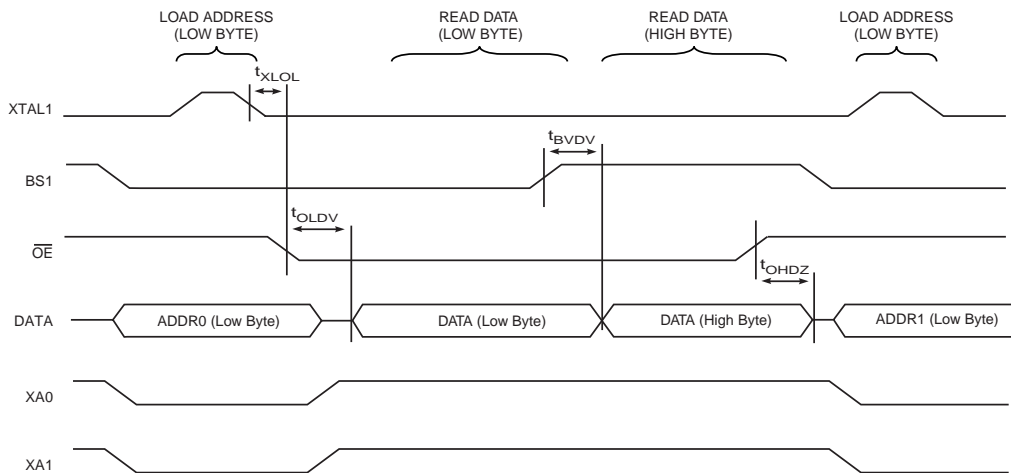 LOAD ADDRESS
(LOW BYTE)
READ DATA
(LOW BYTE)
READ DATA
(HIGH BYTE)
LOAD ADDRESS
(LOW BYTE)
tXLOL
XTAL1
tBVDV
BS1
tOLDV
OE
tOHDZ
DATA
ADDR0 (Low Byte)
DATA (Low Byte)
DATA (High Byte)
ADDR1 (Low Byte)
XA0
XA1